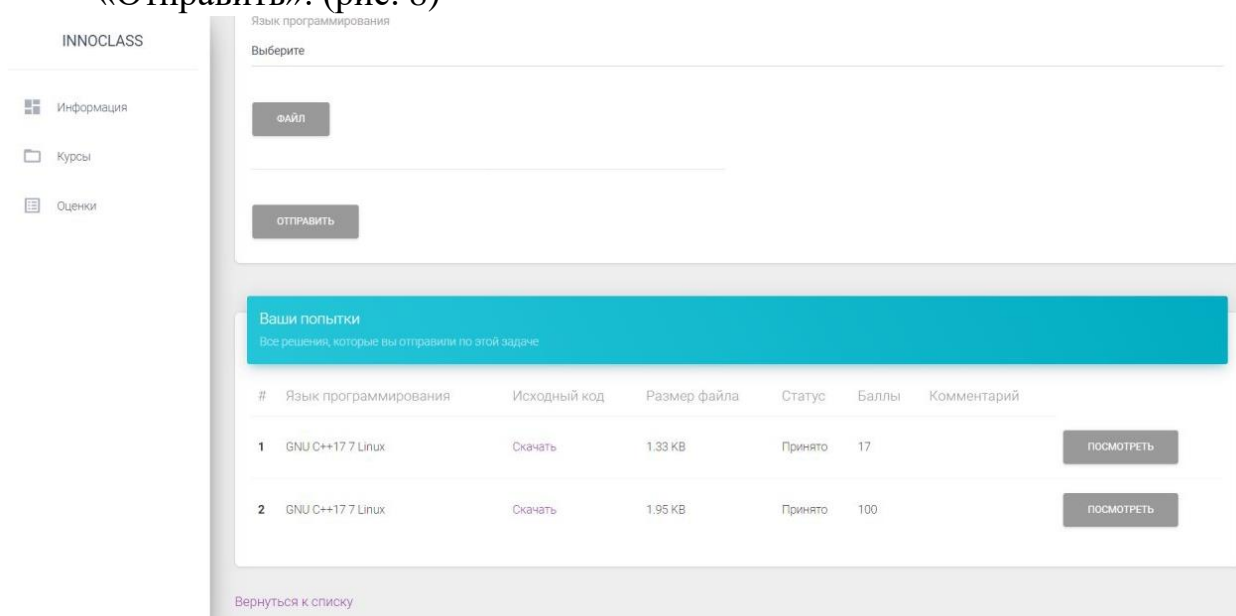 «Отправить». (рис. 8)
INNOCLASS
Информация
Курсы
Оценки
Язык программирования
Выберите
ФАЙЛ
ОТПРАВИТЬ
Ваши попытки
Все решения, которые вы отправили по этой задаче
# Язык программирования Исходный код Размер файла Статус Баллы Комментарий
1 GNU C++17 7 Linux Скачать 1.33 KB Принято 17 ПОСМОТРЕТЬ
2 GNU C++17 7 Linux Скачать 1.95 KB Принято 100 ПОСМОТРЕТЬ
Вернуться к списку